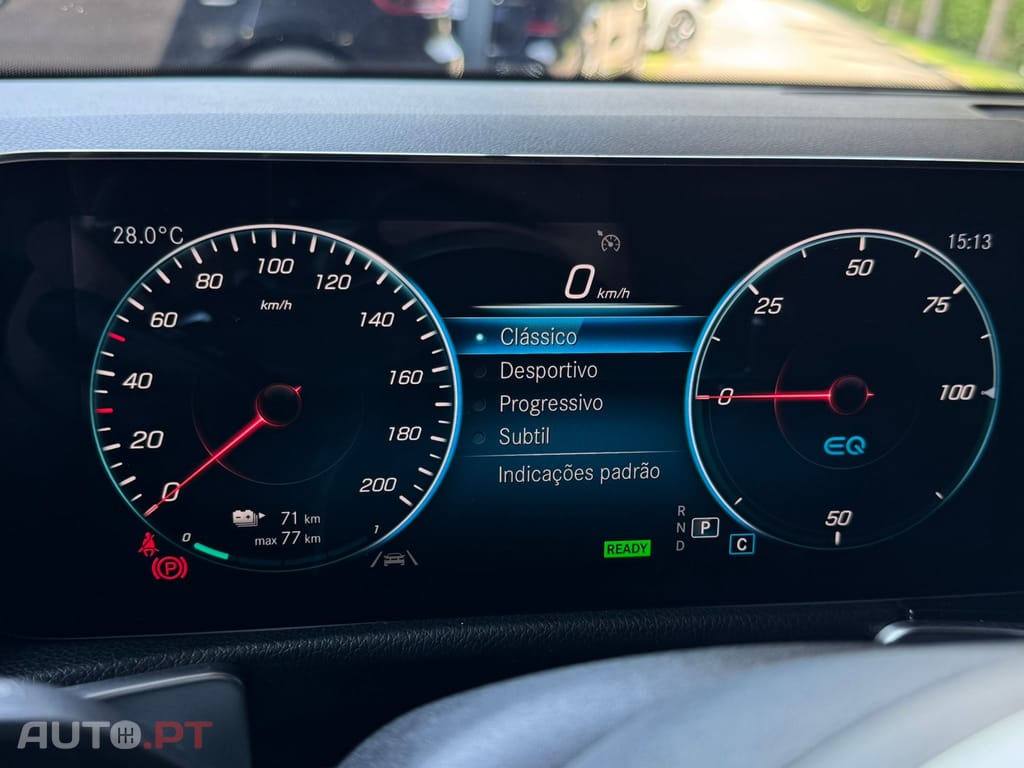 28.0°C
15:13
0 km/h
0 20 40 60 80 100 120 140 160 180 200
km/h
Clássico
Desportivo
Progressivo
Subtil
Indicações padrão
0 25 50 75 100
50
EQ
71 km
max 77 km
0 1
READY
R
N P
D
C
P
AUTO.PT